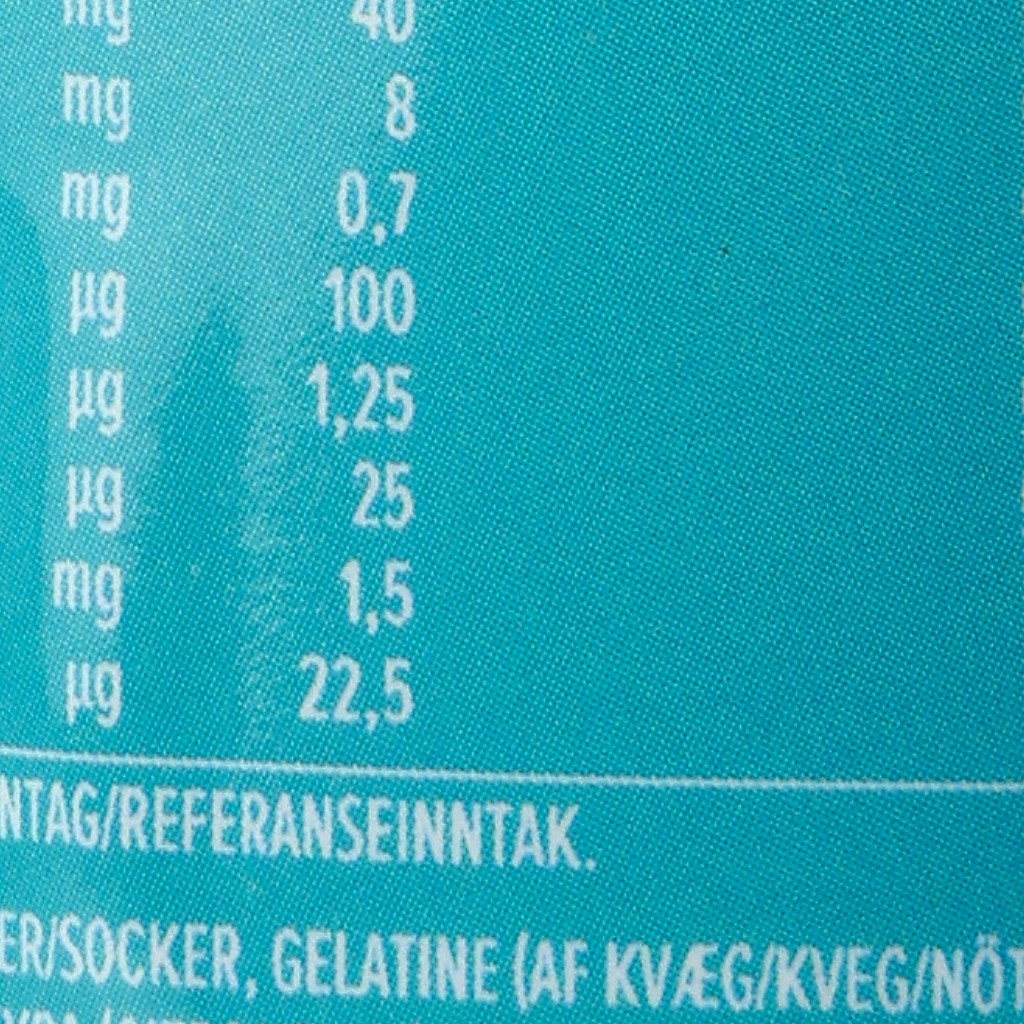 mg 40
mg 8
mg 0,7
µg 100
µg 1,25
µg 25
mg 1,5
µg 22,5
NTAG/REFERANSEINNTAK.
ER/SOCKER, GELATINE (AF KVÆG/KVEG/NÖT